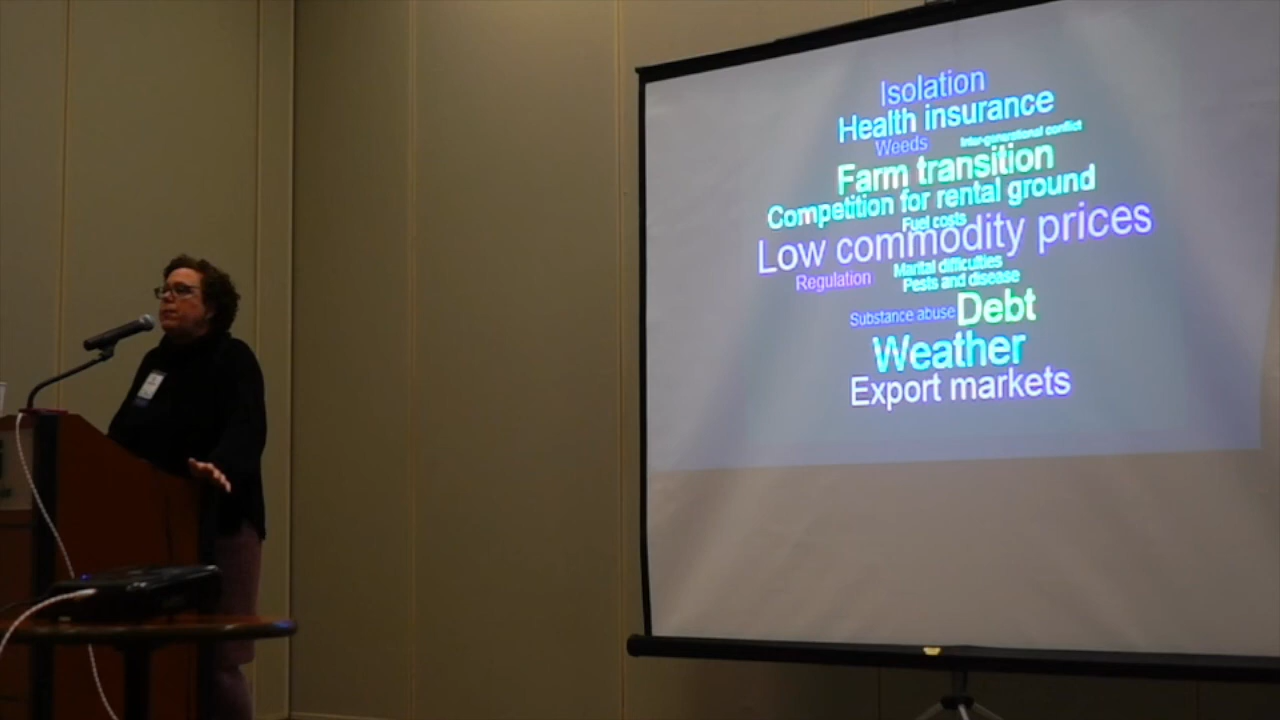 Isolation
Health insurance
Weeds
Inter-generational conflict
Farm transition
Competition for rental ground
Fuel costs
Low commodity prices
Marital difficulties
Regulation
Pests and disease
Substance abuse
Debt
Weather
Export markets